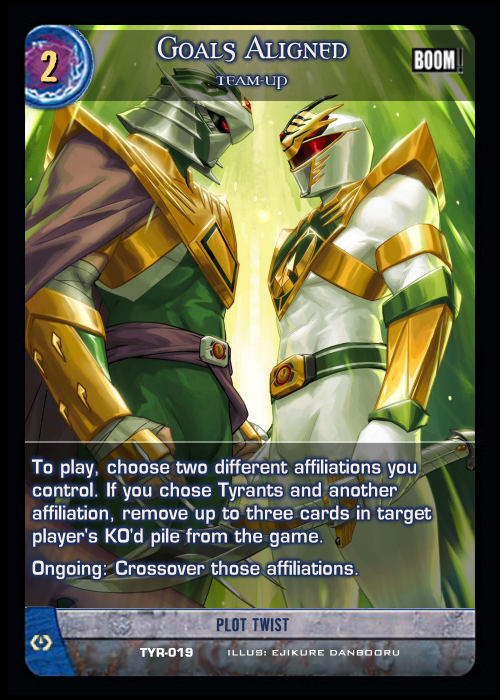 2
Goals Aligned
TEAM-UP
BOOM!
To play, choose two different affiliations you
control. If you chose Tyrants and another
affiliation, remove up to three cards in target
player's KO'd pile from the game.
Ongoing: Crossover those affiliations.
PLOT TWIST
TYR-019
ILLUS: EJIKURE DANBOORU